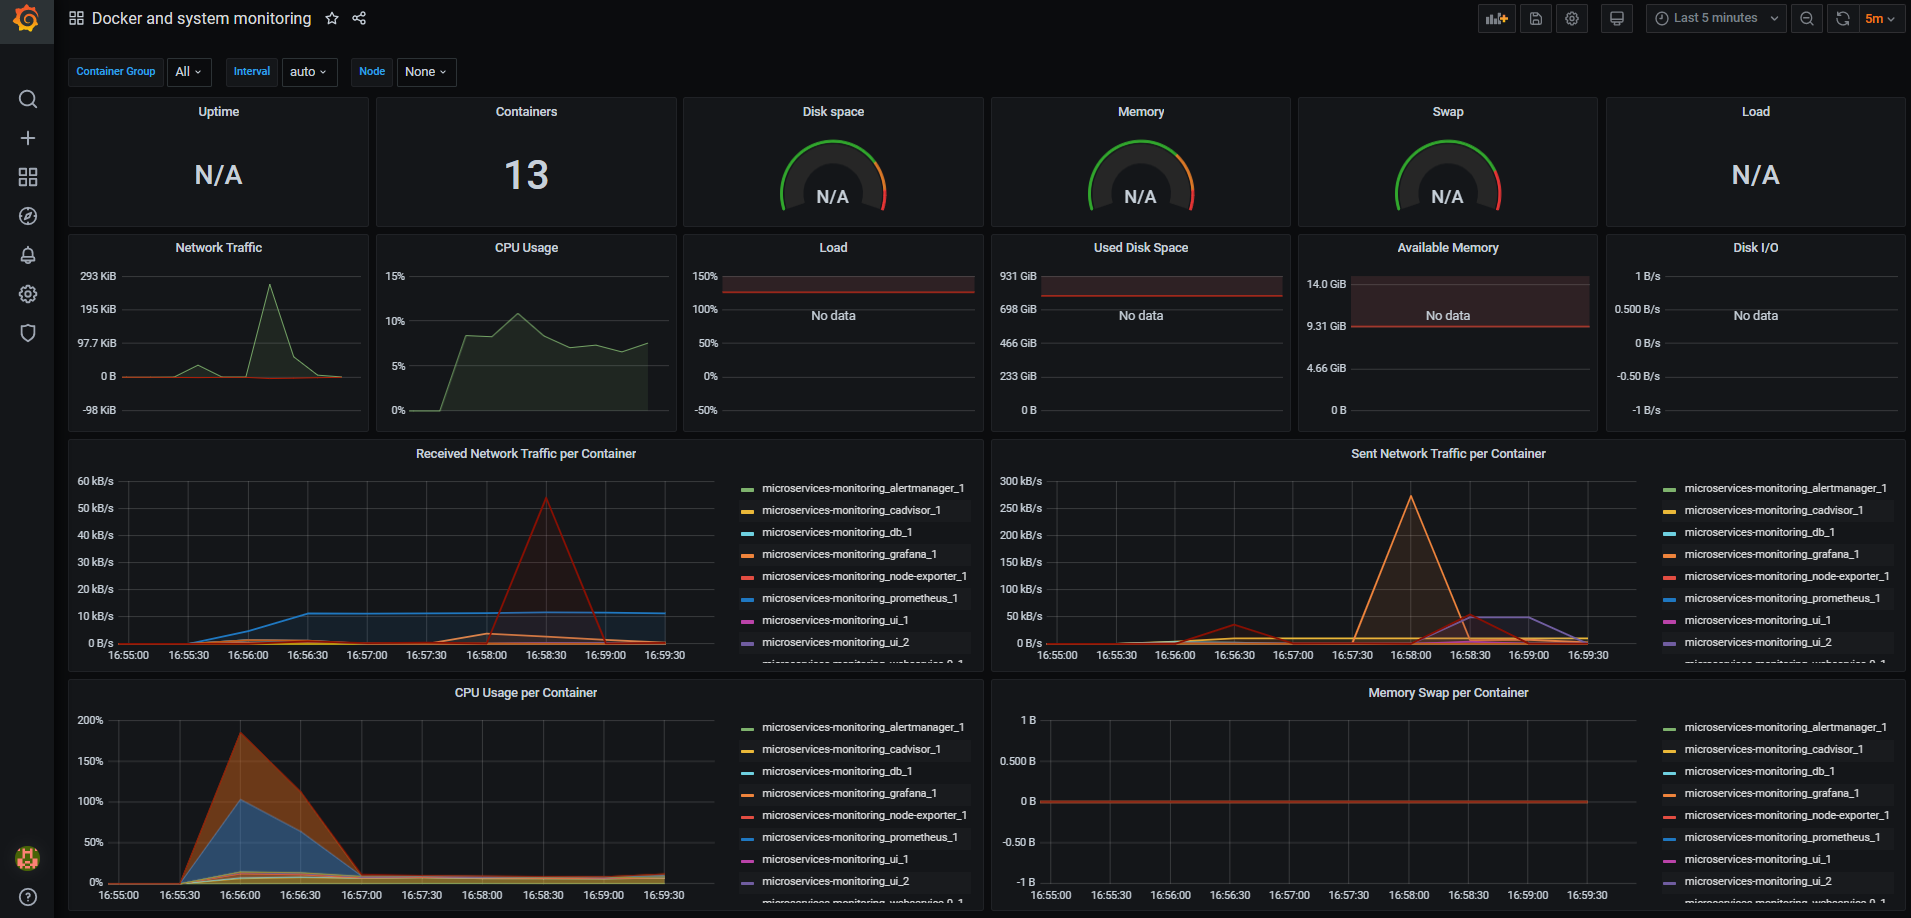 Docker and system monitoring
Last 5 minutes
5m
Container Group All
Interval auto
Node None
Uptime
N/A
Containers
13
Disk space
N/A
Memory
N/A
Swap
N/A
Load
N/A
Network Traffic
293 KiB
195 KiB
97.7 KiB
0 B
-98 KiB
CPU Usage
15%
10%
5%
0%
Load
150%
100%
50%
0%
-50%
No data
Used Disk Space
931 GiB
698 GiB
466 GiB
233 GiB
0 B
No data
Available Memory
14.0 GiB
9.31 GiB
4.66 GiB
0 B
No data
Disk I/O
1 B/s
0.500 B/s
0 B/s
-0.50 B/s
-1 B/s
No data
Received Network Traffic per Container
60 kB/s
50 kB/s
40 kB/s
30 kB/s
20 kB/s
10 kB/s
0 B/s
16:55:00 16:55:30 16:56:00 16:56:30 16:57:00 16:57:30 16:58:00 16:58:30 16:59:00 16:59:30
microservices-monitoring_alertmanager_1
microservices-monitoring_cadvisor_1
microservices-monitoring_db_1
microservices-monitoring_grafana_1
microservices-monitoring_node-exporter_1
microservices-monitoring_prometheus_1
microservices-monitoring_ui_1
microservices-monitoring_ui_2
Sent Network Traffic per Container
300 kB/s
250 kB/s
200 kB/s
150 kB/s
100 kB/s
50 kB/s
0 B/s
16:55:00 16:55:30 16:56:00 16:56:30 16:57:00 16:57:30 16:58:00 16:58:30 16:59:00 16:59:30
microservices-monitoring_alertmanager_1
microservices-monitoring_cadvisor_1
microservices-monitoring_db_1
microservices-monitoring_grafana_1
microservices-monitoring_node-exporter_1
microservices-monitoring_prometheus_1
microservices-monitoring_ui_1
microservices-monitoring_ui_2
CPU Usage per Container
200%
150%
100%
50%
0%
16:55:00 16:55:30 16:56:00 16:56:30 16:57:00 16:57:30 16:58:00 16:58:30 16:59:00 16:59:30
microservices-monitoring_alertmanager_1
microservices-monitoring_cadvisor_1
microservices-monitoring_db_1
microservices-monitoring_grafana_1
microservices-monitoring_node-exporter_1
microservices-monitoring_prometheus_1
microservices-monitoring_ui_1
microservices-monitoring_ui_2
Memory Swap per Container
1 B
0.500 B
0 B
-0.50 B
-1 B
16:55:00 16:55:30 16:56:00 16:56:30 16:57:00 16:57:30 16:58:00 16:58:30 16:59:00 16:59:30
microservices-monitoring_alertmanager_1
microservices-monitoring_cadvisor_1
microservices-monitoring_db_1
microservices-monitoring_grafana_1
microservices-monitoring_node-exporter_1
microservices-monitoring_prometheus_1
microservices-monitoring_ui_1
microservices-monitoring_ui_2